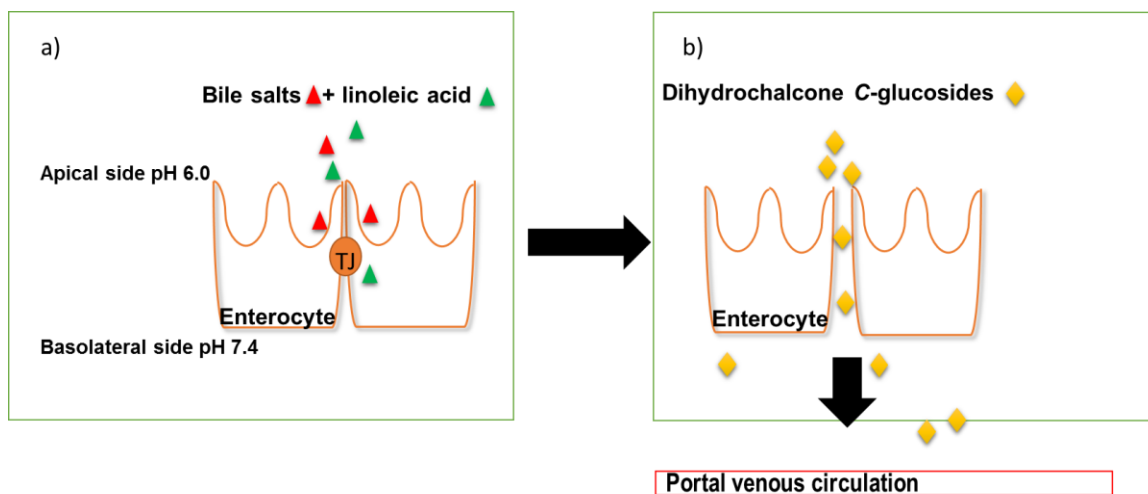 a)
Bile salts + linoleic acid
Apical side pH 6.0
TJ
Enterocyte
Basolateral side pH 7.4
b)
Dihydrochalcone C-glucosides
Enterocyte
Portal venous circulation